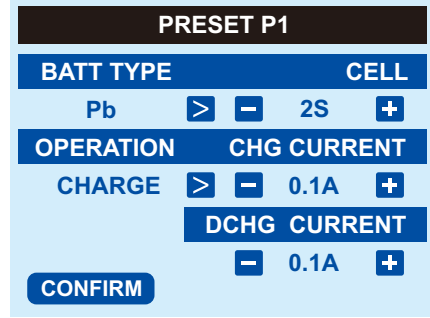 PRESET P1
BATT TYPE CELL
Pb > − 2S +
OPERATION CHG CURRENT
CHARGE > − 0.1A +
DCHG CURRENT
− 0.1A +
CONFIRM